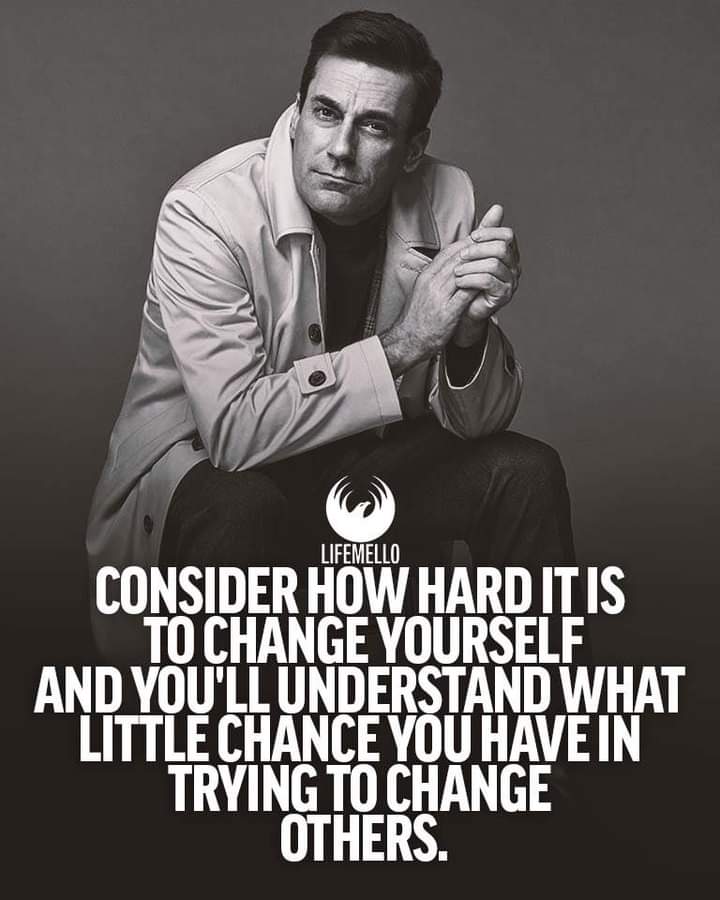 LIFEMELLO
CONSIDER HOW HARD IT IS
TO CHANGE YOURSELF
AND YOU'LL UNDERSTAND WHAT
LITTLE CHANCE YOU HAVE IN
TRYING TO CHANGE
OTHERS.